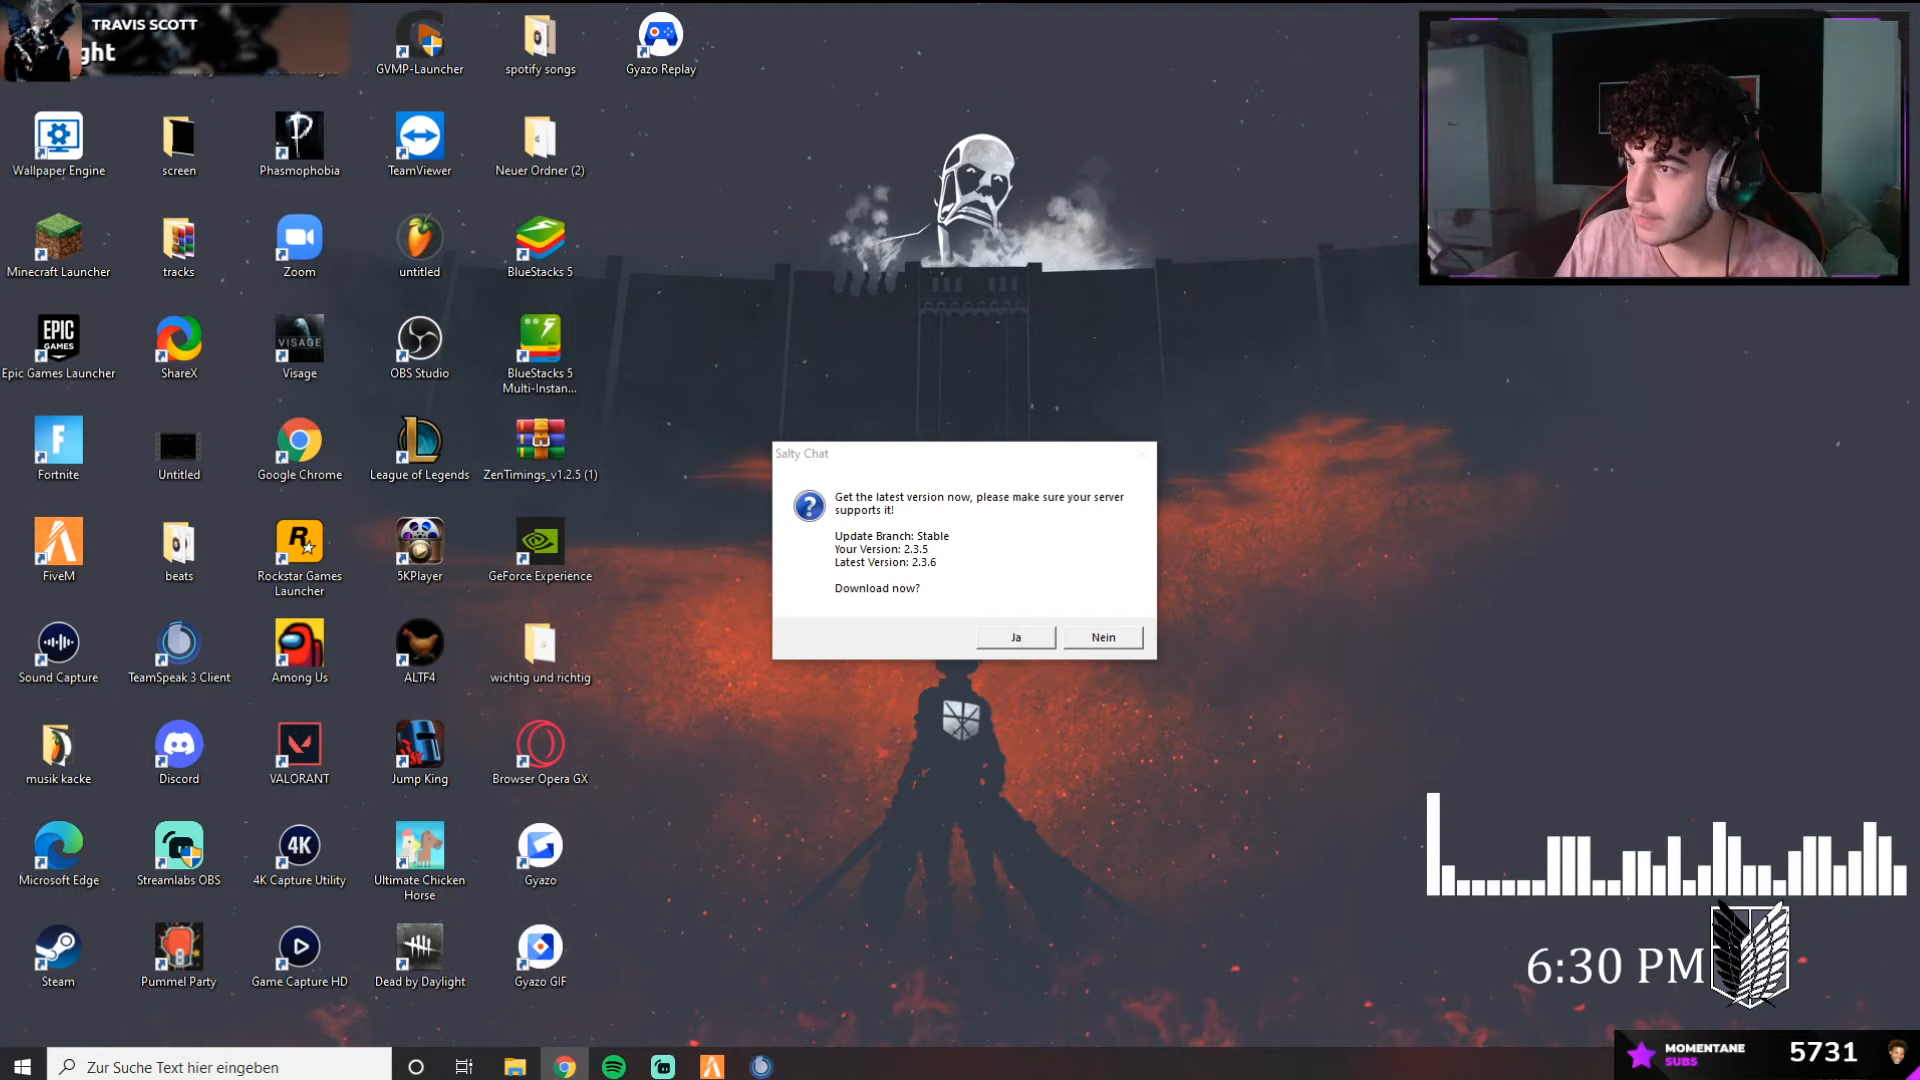 TRAVIS SCOTT
ght
GVMP-Launcher
spotify songs
Gyazo Replay
Wallpaper Engine
screen
Phasmophobia
TeamViewer
Neuer Ordner (2)
Minecraft Launcher
tracks
Zoom
untitled
BlueStacks 5
EPIC
GAMES
VISAGE
Epic Games Launcher
ShareX
Visage
OBS Studio
BlueStacks 5
Multi-Instan...
Fortnite
Untitled
Google Chrome
League of Legends
ZenTimings_v1.2.5 (1)
FiveM
beats
Rockstar Games
Launcher
5KPlayer
GeForce Experience
Sound Capture
TeamSpeak 3 Client
Among Us
ALTF4
wichtig und richtig
musik kacke
Discord
VALORANT
Jump King
Browser Opera GX
4K
Microsoft Edge
Streamlabs OBS
4K Capture Utility
Ultimate Chicken
Horse
Gyazo
Steam
Pummel Party
Game Capture HD
Dead by Daylight
Gyazo GIF
Salty Chat
Get the latest version now, please make sure your server
supports it!
Update Branch: Stable
Your Version: 2.3.5
Latest Version: 2.3.6
Download now?
Ja
Nein
6:30 PM
MOMENTANE
SUBS
5731
Zur Suche Text hier eingeben